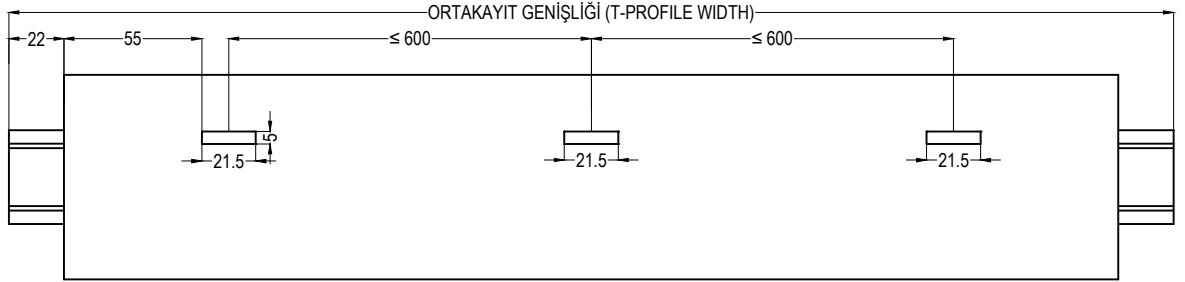 ORTAKAYIT GENİŞLİĞİ (T-PROFILE WIDTH)
22 55 ≤ 600 ≤ 600
5
21.5 21.5 21.5